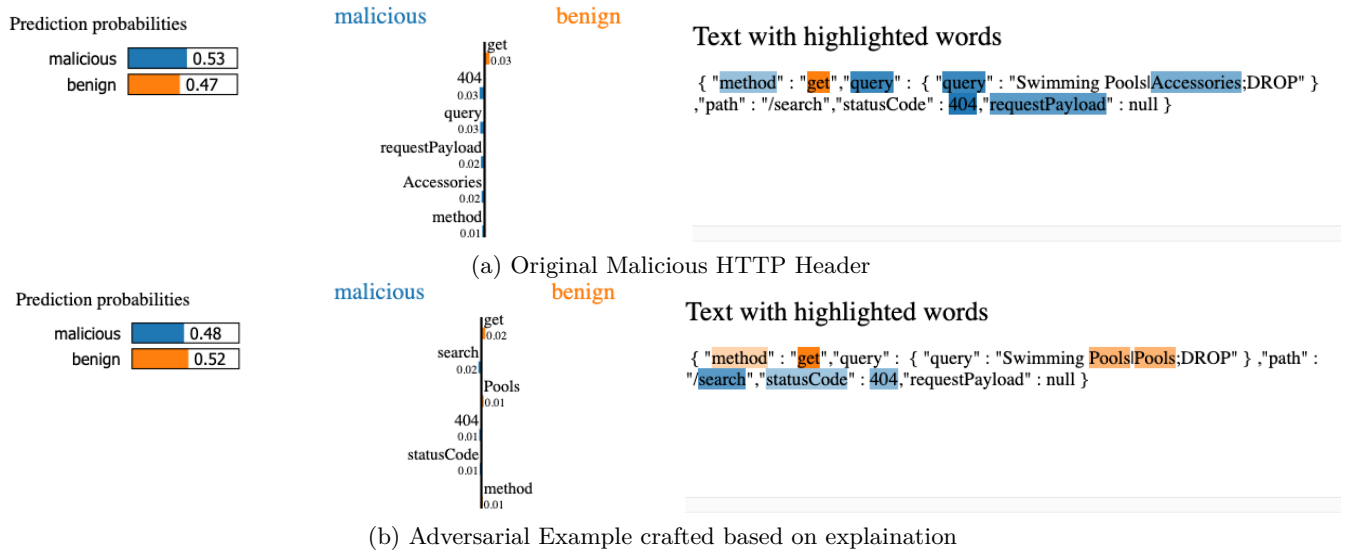 Prediction probabilities
malicious 0.53
benign 0.47
malicious benign
get
0.03
404
0.03
query
0.03
requestPayload
0.02
Accessories
0.02
method
0.01
Text with highlighted words
{ "method" : "get","query" : { "query" : "Swimming Pools|Accessories;DROP" }
,"path" : "/search","statusCode" : 404,"requestPayload" : null }
(a) Original Malicious HTTP Header
Prediction probabilities
malicious 0.48
benign 0.52
malicious benign
get
0.02
search
0.02
Pools
0.01
404
0.01
statusCode
0.01
method
0.01
Text with highlighted words
{ "method" : "get","query" : { "query" : "Swimming Pools|Pools;DROP" } ,"path" :
"/search","statusCode" : 404,"requestPayload" : null }
(b) Adversarial Example crafted based on explaination